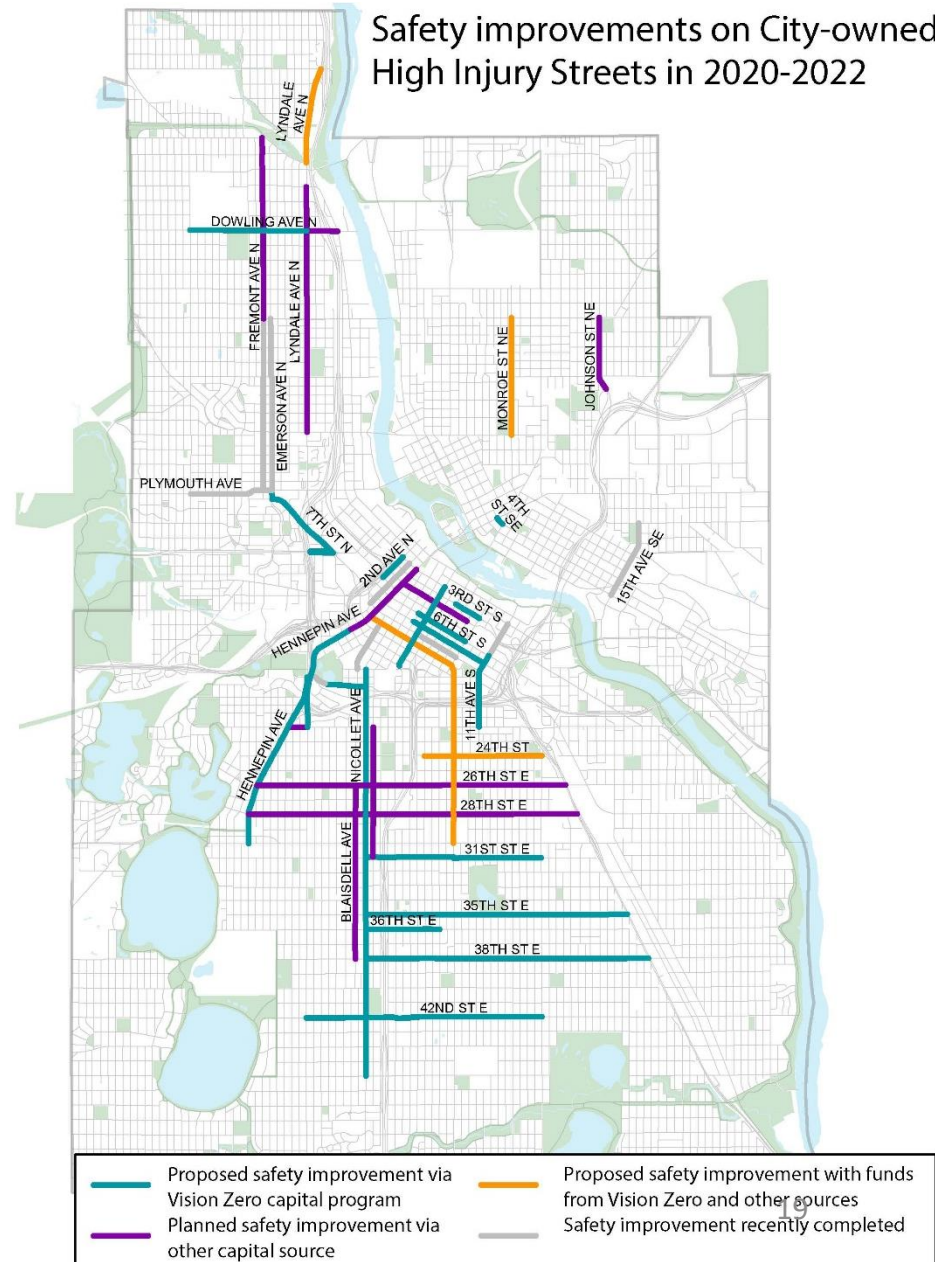 Safety improvements on City-owned
High Injury Streets in 2020-2022
LYNDALE
AVE N
DOWLING AVE N
FREMONT AVE N
LYNDALE AVE N
EMERSON AVE N
MONROE ST NE
JOHNSON ST NE
PLYMOUTH AVE
7TH ST N
4TH
ST SE
15TH AVE SE
2ND AVE N
3RD ST S
6TH ST S
HENNEPIN AVE
11TH AVE S
NICOLLET AVE
HENNEPIN AVE
24TH ST
26TH ST E
28TH ST E
BLAISDELL AVE
31ST ST E
35TH ST E
36TH ST E
38TH ST E
42ND ST E
Proposed safety improvement via
Vision Zero capital program
Planned safety improvement via
other capital source
Proposed safety improvement with funds
from Vision Zero and other sources
19
Safety improvement recently completed